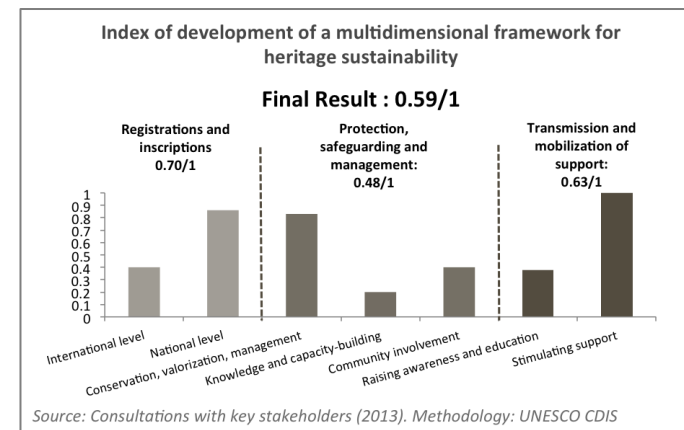 Index of development of a multidimensional framework for
heritage sustainability
Final Result : 0.59/1
Registrations and
inscriptions
0.70/1
Protection,
safeguarding and
management:
0.48/1
Transmission and
mobilization of
support:
0.63/1
1
0.9
0.8
0.7
0.6
0.5
0.4
0.3
0.2
0.1
0
International level
National level
Conservation, valorization, management
Knowledge and capacity-building
Community involvement
Raising awareness and education
Stimulating support
Source: Consultations with key stakeholders (2013). Methodology: UNESCO CDIS